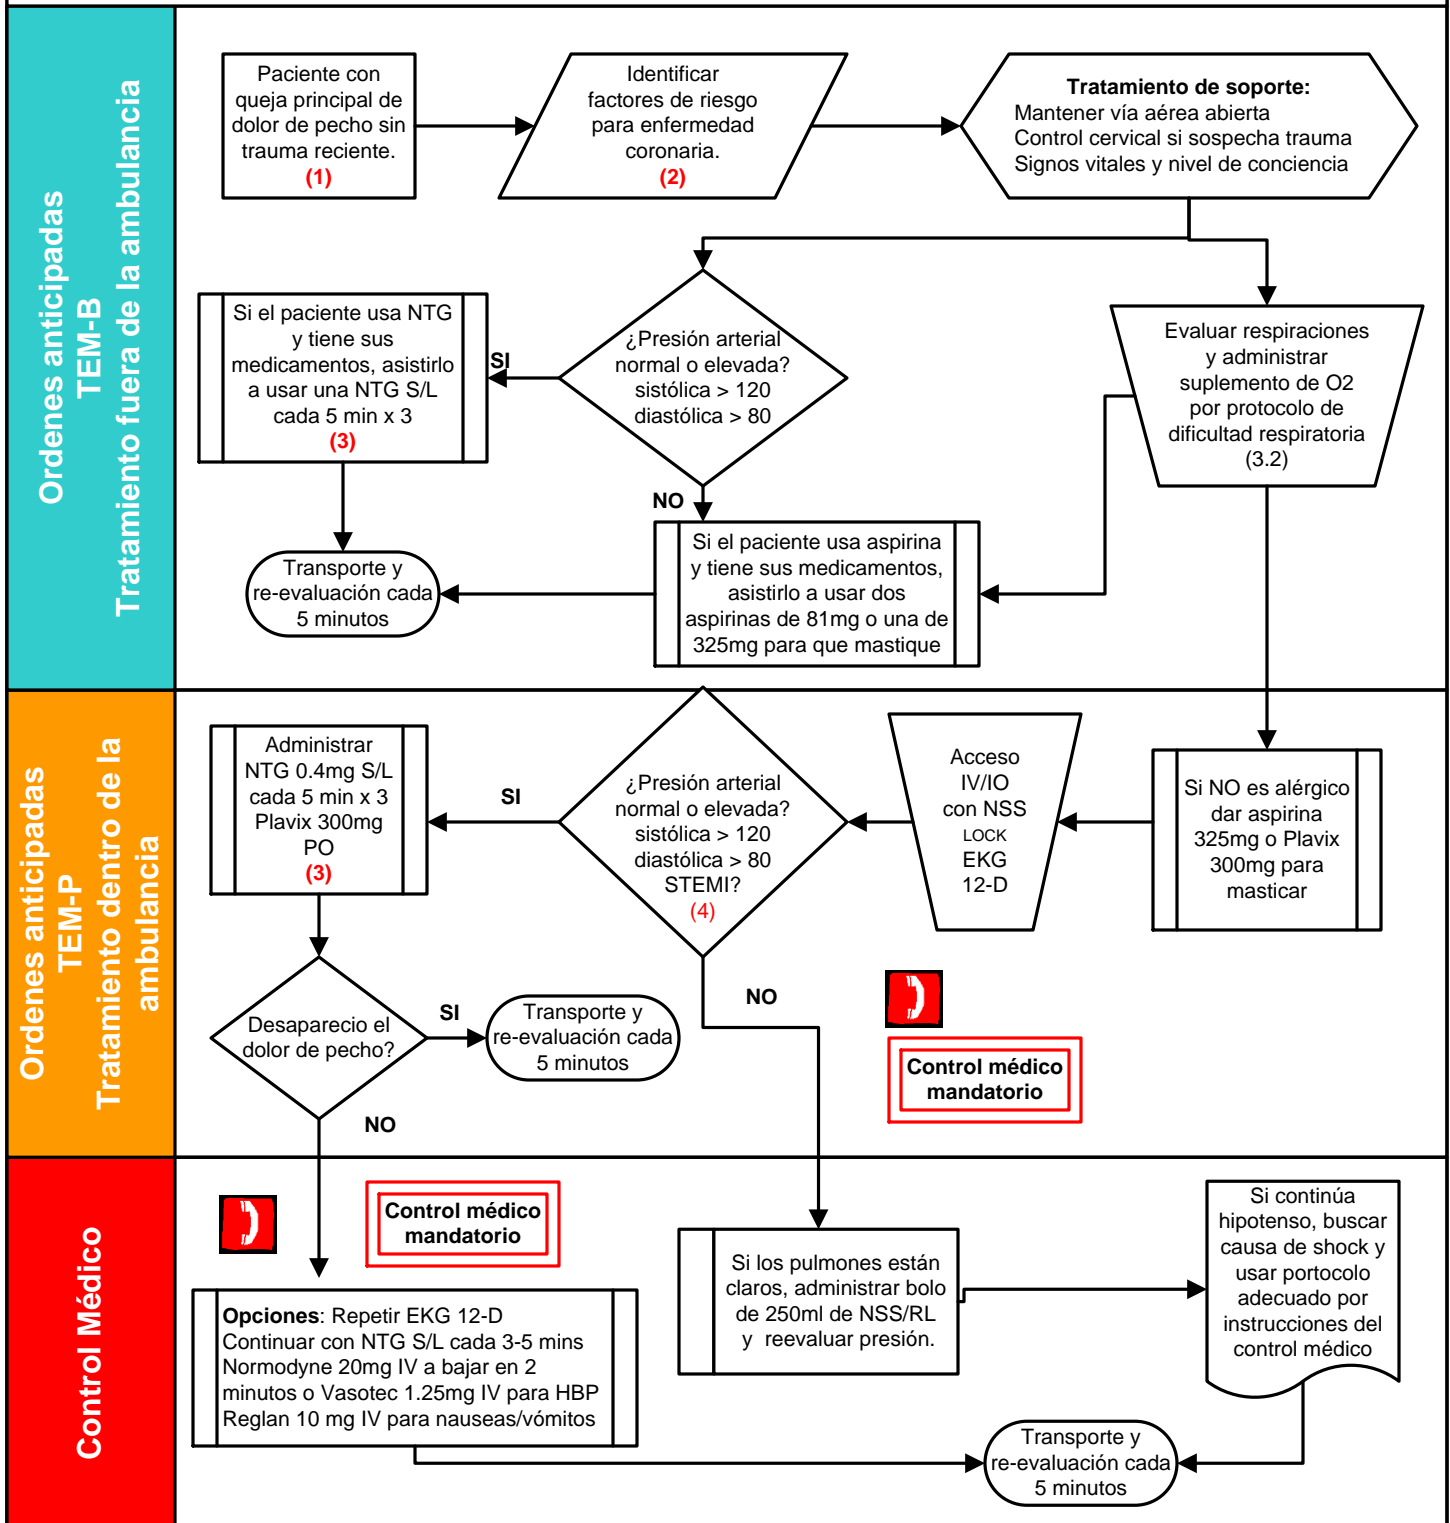 Ordenes anticipadas
TEM-B
Tratamiento fuera de la ambulancia
Paciente con
queja principal de
dolor de pecho sin
trauma reciente.
(1)
Identificar
factores de riesgo
para enfermedad
coronaria.
(2)
Tratamiento de soporte:
Mantener vía aérea abierta
Control cervical si sospecha trauma
Signos vitales y nivel de conciencia
Si el paciente usa NTG
y tiene sus
medicamentos, asistirlo
a usar una NTG S/L
cada 5 min x 3
(3)
SI
¿Presión arterial
normal o elevada?
sistólica > 120
diastólica > 80
NO
Evaluar respiraciones
y administrar
suplemento de O2
por protocolo de
dificultad respiratoria
(3.2)
Transporte y
re-evaluación cada
5 minutos
Si el paciente usa aspirina
y tiene sus medicamentos,
asistirlo a usar dos
aspirinas de 81mg o una de
325mg para que mastique
Ordenes anticipadas
TEM-P
Tratamiento dentro de la
ambulancia
Administrar
NTG 0.4mg S/L
cada 5 min x 3
Plavix 300mg
PO
(3)
SI
¿Presión arterial
normal o elevada?
sistólica > 120
diastólica > 80
STEMI?
(4)
Acceso
IV/IO
con NSS
LOCK
EKG
12-D
Si NO es alérgico
dar aspirina
325mg o Plavix
300mg para
masticar
Desaparecio el
dolor de pecho?
SI
Transporte y
re-evaluación cada
5 minutos
NO
Control médico
mandatorio
NO
Control Médico
Control médico
mandatorio
Opciones: Repetir EKG 12-D
Continuar con NTG S/L cada 3-5 mins
Normodyne 20mg IV a bajar en 2
minutos o Vasotec 1.25mg IV para HBP
Reglan 10 mg IV para nauseas/vómitos
Si los pulmones están
claros, administrar bolo
de 250ml de NSS/RL
y reevaluar presión.
Si continúa
hipotenso, buscar
causa de shock y
usar portocolo
adecuado por
instrucciones del
control médico
Transporte y
re-evaluación cada
5 minutos